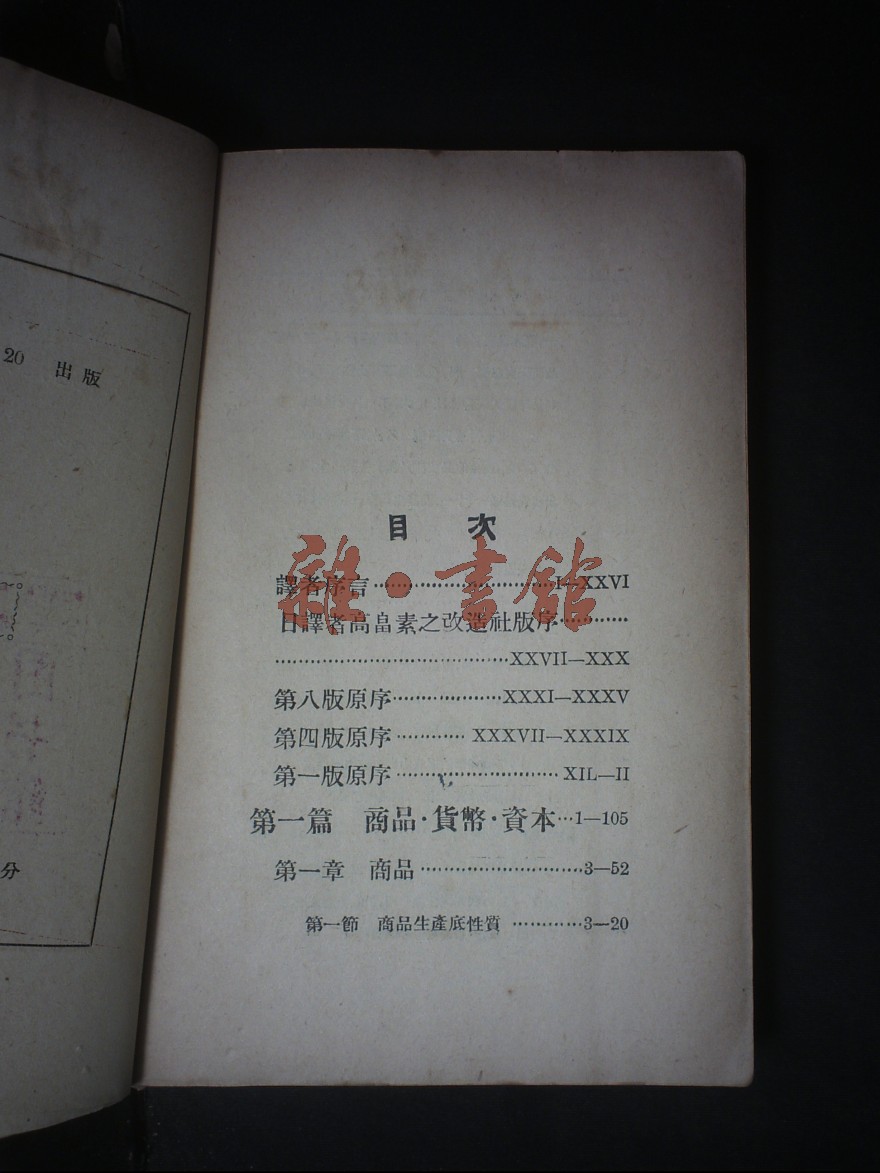 20 出版
分
目 次
譯者序言……………………………I—XXVI
日譯者高畠素之改造社版序…………
…………………………………XXVII—XXX
第八版原序………………XXXI—XXXV
第四版原序…………XXXVII—XXXIX
第一版原序………………………XIL—II
第一篇 商品·貨幣·資本…1—105
第一章 商品………………………3—52
第一節 商品生產底性質…………3—20
雜·書館